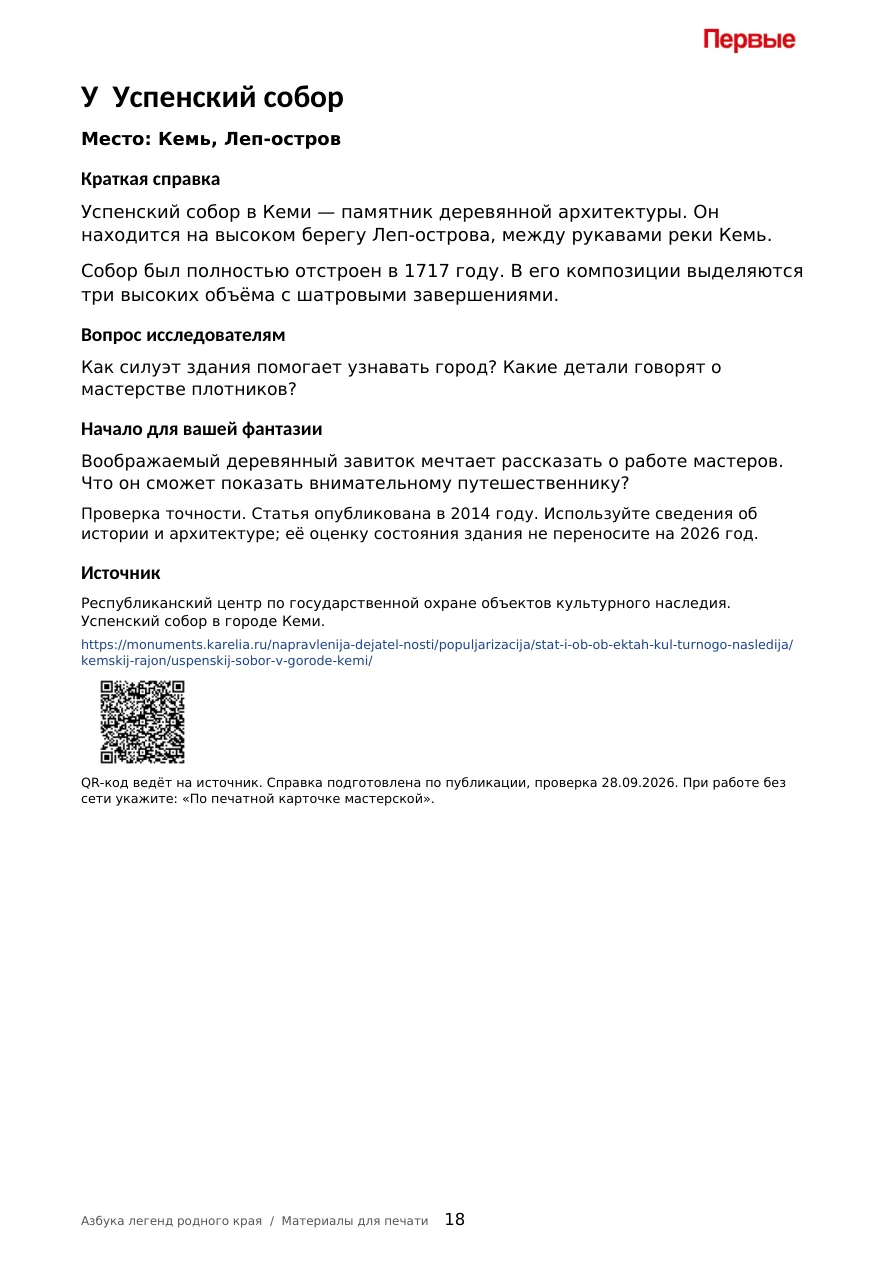 Первые
У Успенский собор
Место: Кемь, Леп-остров
Краткая справка
Успенский собор в Кеми — памятник деревянной архитектуры. Он
находится на высоком берегу Леп-острова, между рукавами реки Кемь.
Собор был полностью отстроен в 1717 году. В его композиции выделяются
три высоких объёма с шатровыми завершениями.
Вопрос исследователям
Как силуэт здания помогает узнавать город? Какие детали говорят о
мастерстве плотников?
Начало для вашей фантазии
Воображаемый деревянный завиток мечтает рассказать о работе мастеров.
Что он сможет показать внимательному путешественнику?
Проверка точности. Статья опубликована в 2014 году. Используйте сведения об
истории и архитектуре; её оценку состояния здания не переносите на 2026 год.
Источник
Республиканский центр по государственной охране объектов культурного наследия.
Успенский собор в городе Кеми.
https://monuments.karelia.ru/napravlenija-dejatel-nosti/populjarizacija/stat-i-ob-ob-ektah-kul-turnogo-nasledija/
kemskij-rajon/uspenskij-sobor-v-gorode-kemi/
QR-код ведёт на источник. Справка подготовлена по публикации, проверка 28.09.2026. При работе без
сети укажите: «По печатной карточке мастерской».
Азбука легенд родного края / Материалы для печати 18